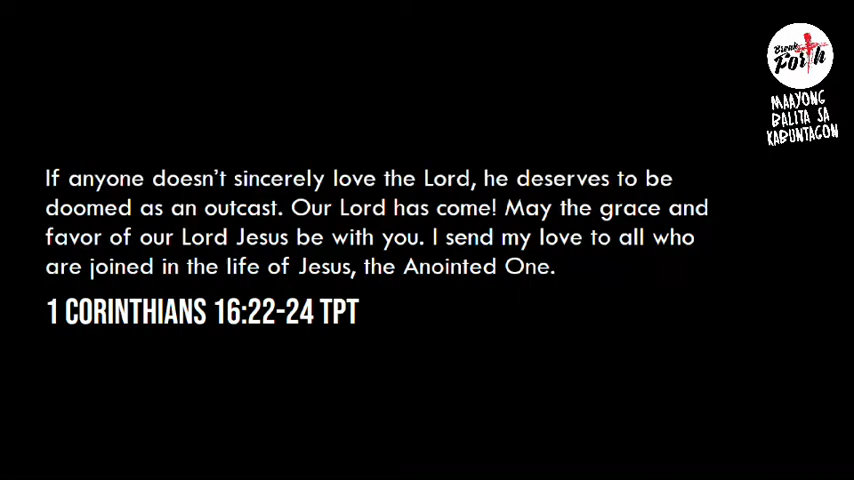 Break
Forth
MAAYONG
BALITA SA
KABUNTAGON
If anyone doesn't sincerely love the Lord, he deserves to be
doomed as an outcast. Our Lord has come! May the grace and
favor of our Lord Jesus be with you. I send my love to all who
are joined in the life of Jesus, the Anointed One.
1 CORINTHIANS 16:22-24 TPT